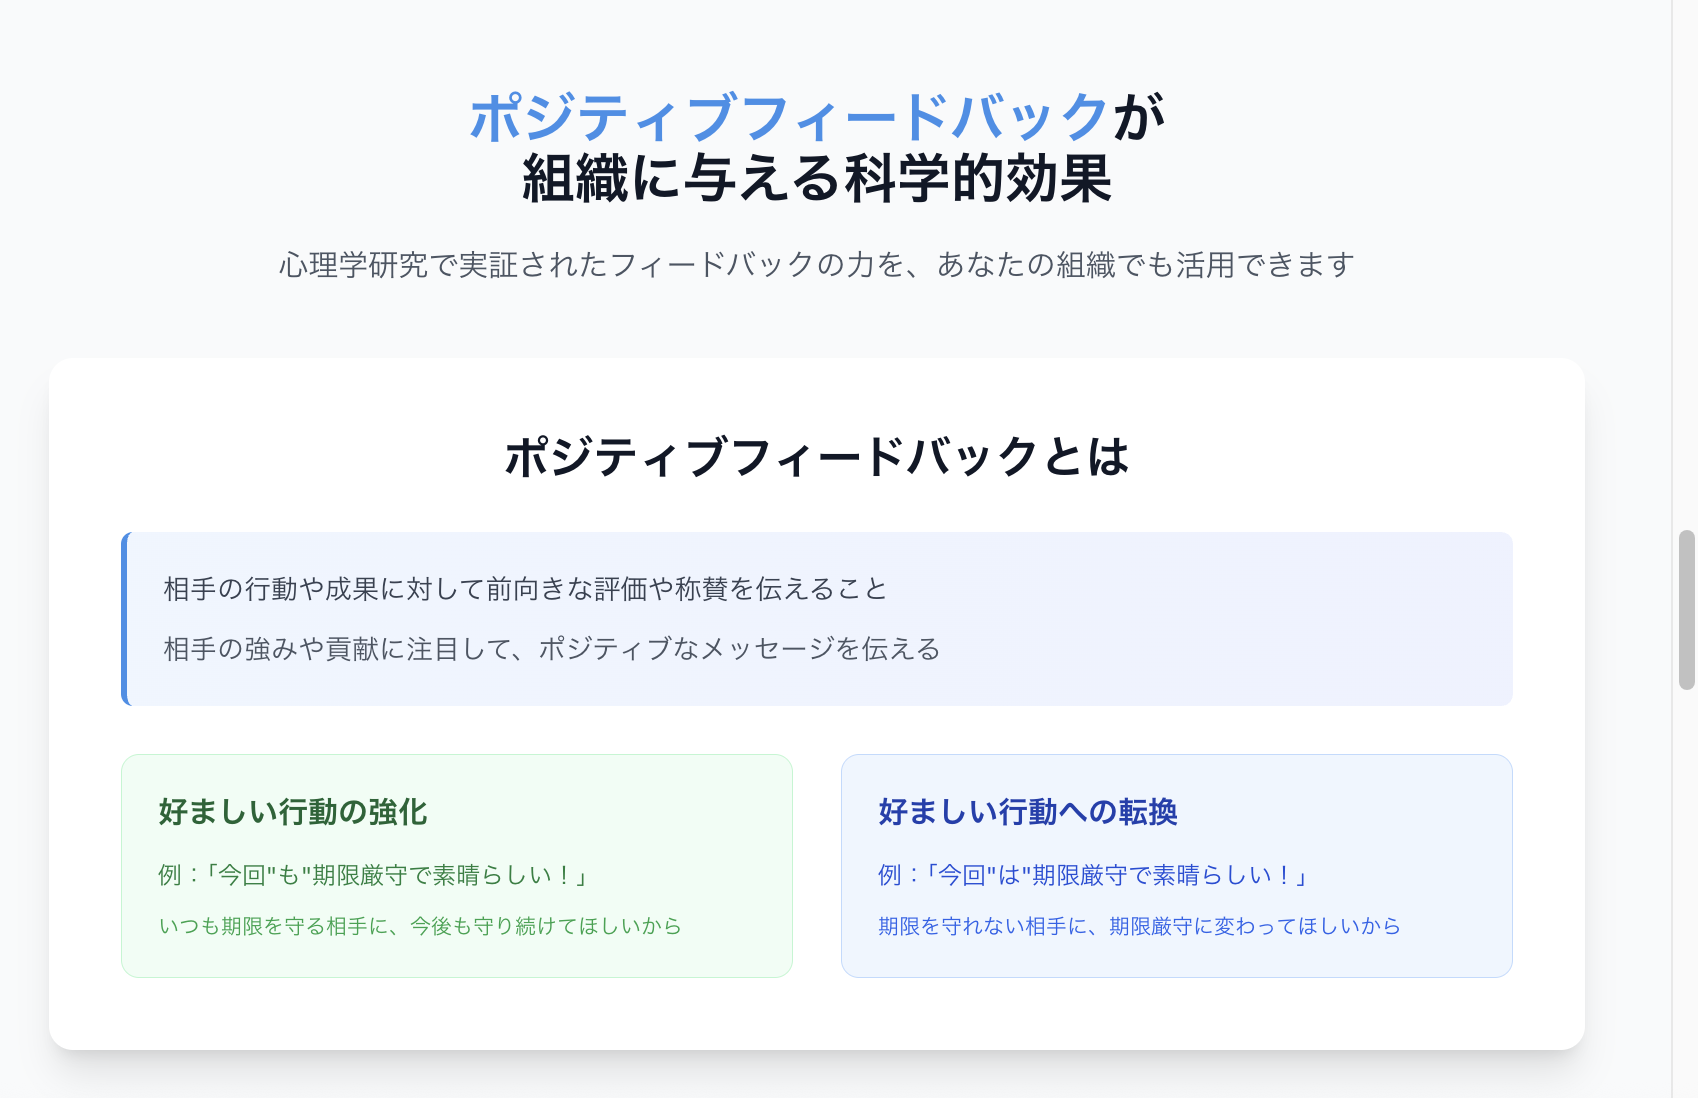 ポジティブフィードバックが
組織に与える科学的効果
心理学研究で実証されたフィードバックの力を、あなたの組織でも活用できます
ポジティブフィードバックとは
相手の行動や成果に対して前向きな評価や称賛を伝えること
相手の強みや貢献に注目して、ポジティブなメッセージを伝える
好ましい行動の強化
例：「今回"も"期限厳守で素晴らしい！」
いつも期限を守る相手に、今後も守り続けてほしいから
好ましい行動への転換
例：「今回"は"期限厳守で素晴らしい！」
期限を守れない相手に、期限厳守に変わってほしいから